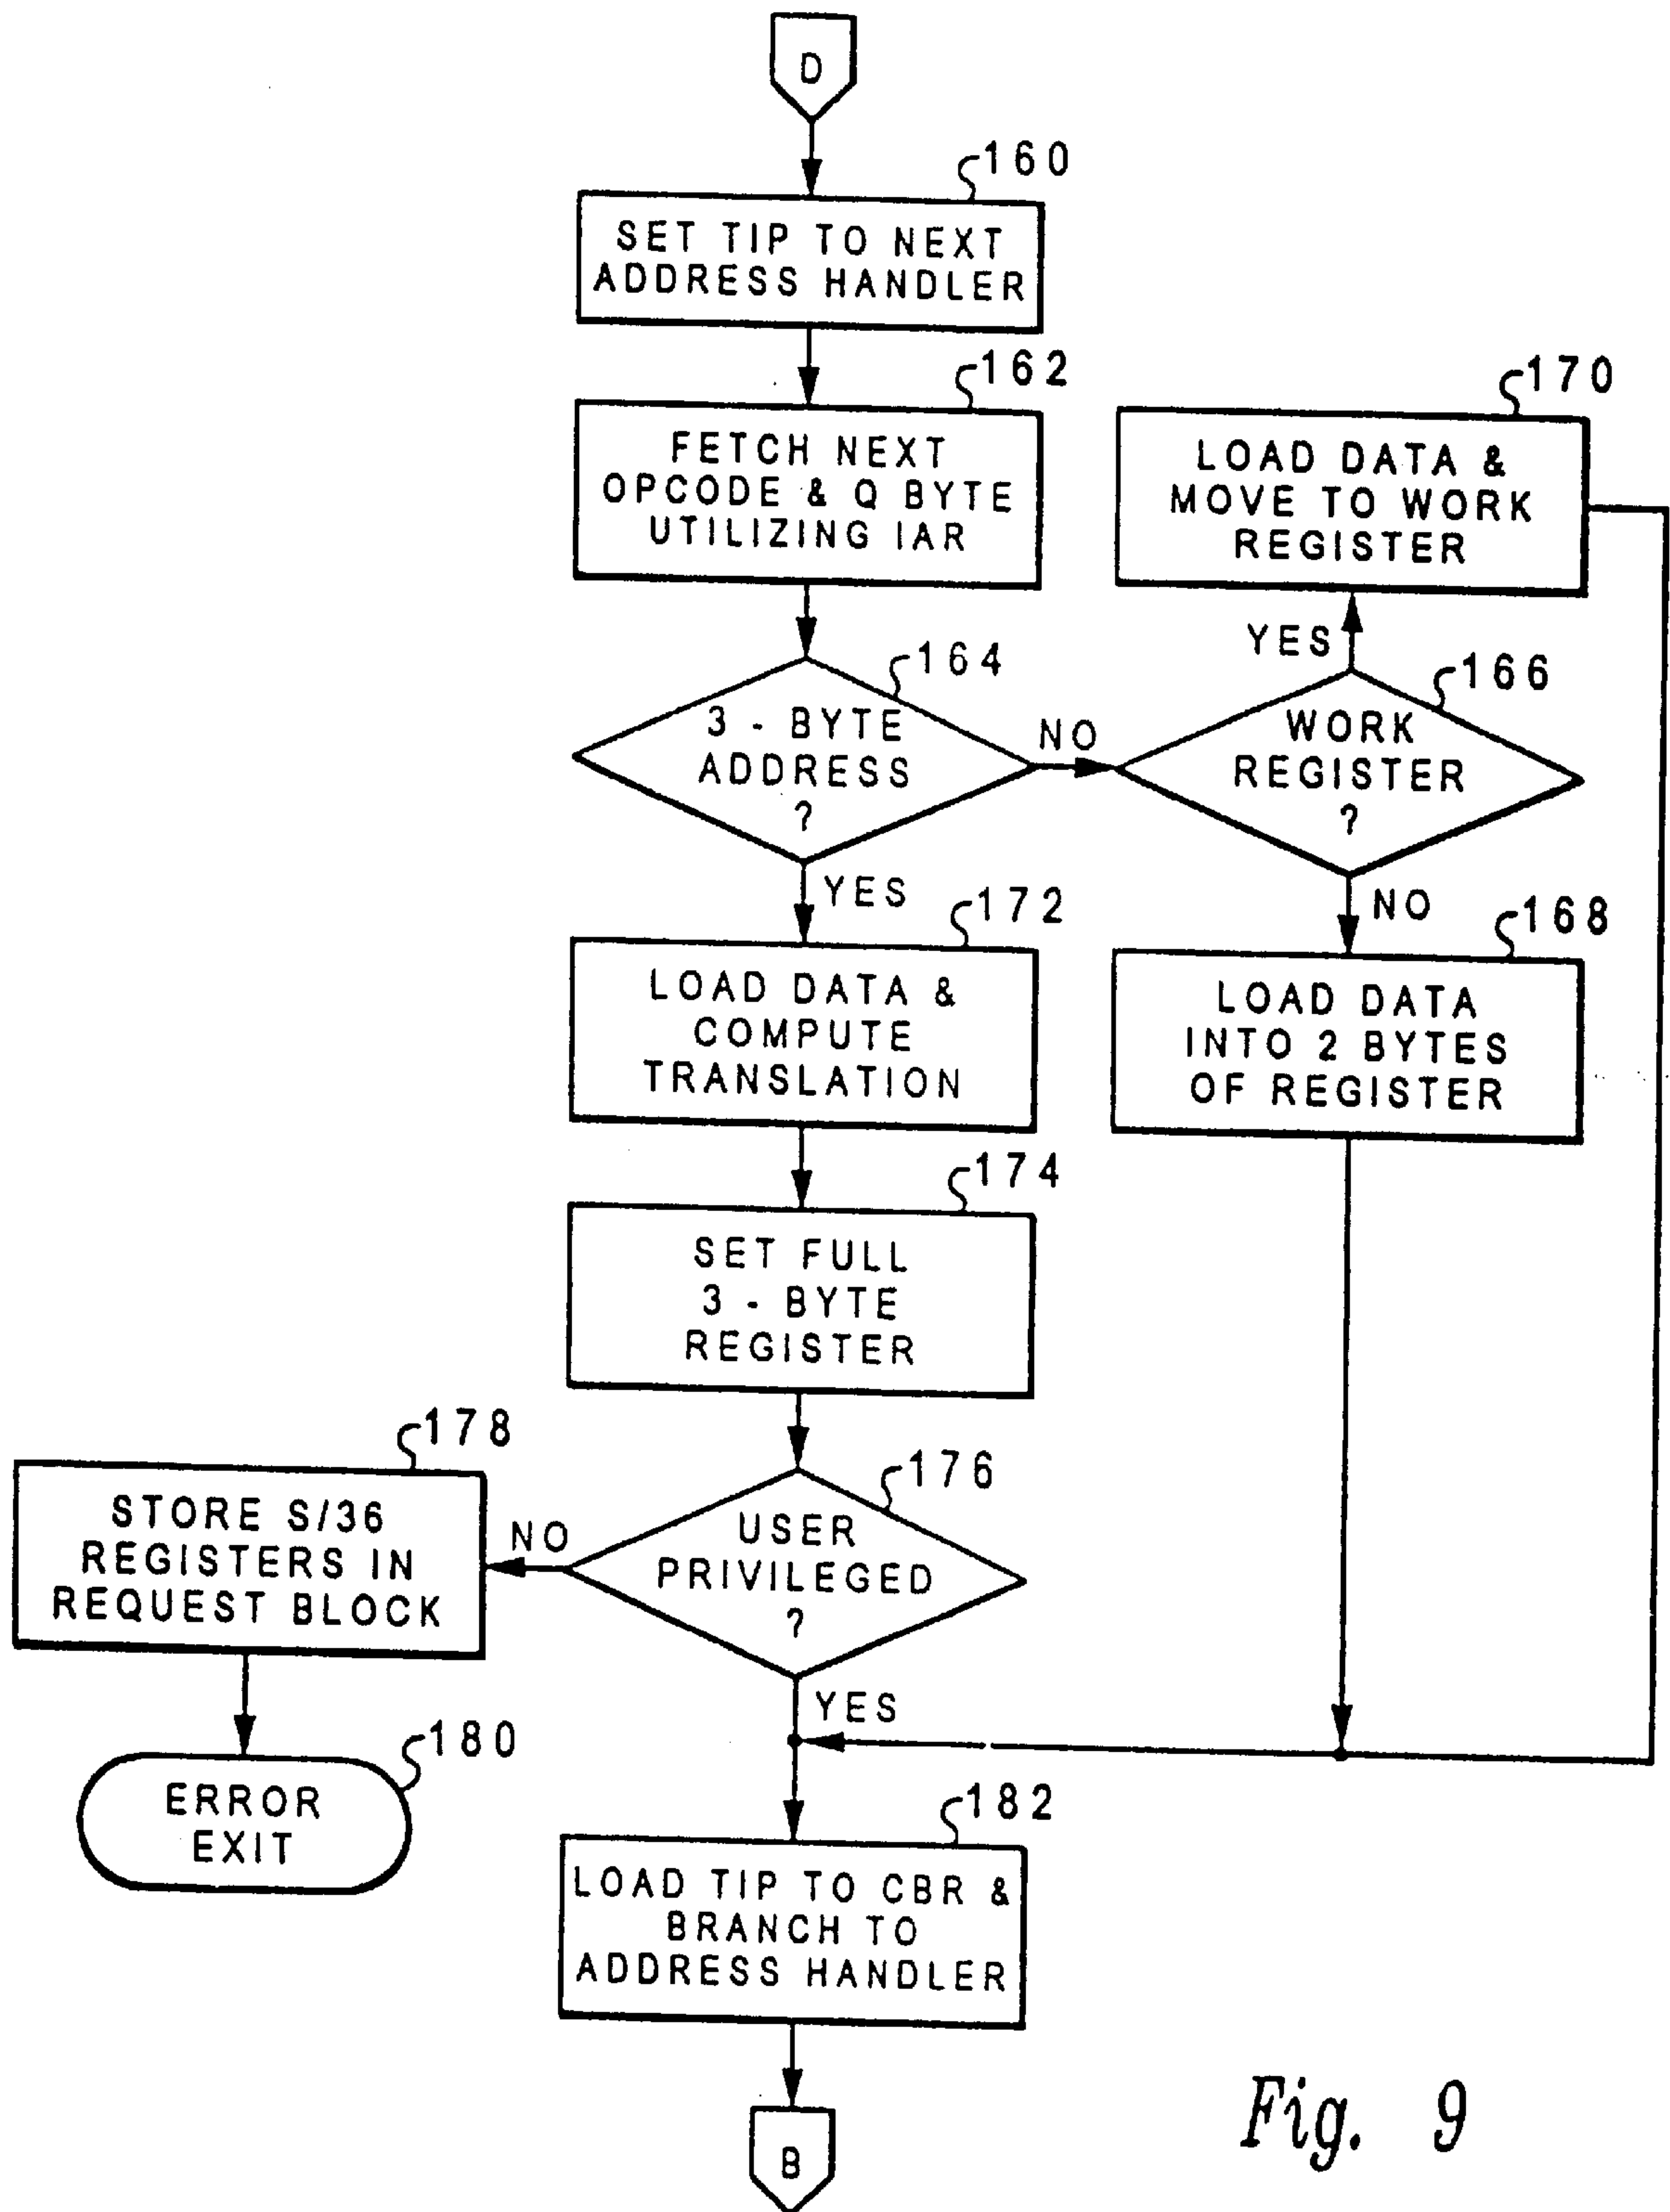 D
160
SET TIP TO NEXT
ADDRESS HANDLER
162
FETCH NEXT
OPCODE & Q BYTE
UTILIZING IAR
170
LOAD DATA &
MOVE TO WORK
REGISTER
YES
164
3 - BYTE
ADDRESS
?
NO
166
WORK
REGISTER
?
YES
172
LOAD DATA &
COMPUTE
TRANSLATION
NO
168
LOAD DATA
INTO 2 BYTES
OF REGISTER
174
SET FULL
3 - BYTE
REGISTER
178
STORE S/36
REGISTERS IN
REQUEST BLOCK
NO
176
USER
PRIVILEGED
?
YES
180
ERROR
EXIT
182
LOAD TIP TO CBR &
BRANCH TO
ADDRESS HANDLER
B
Fig. 9